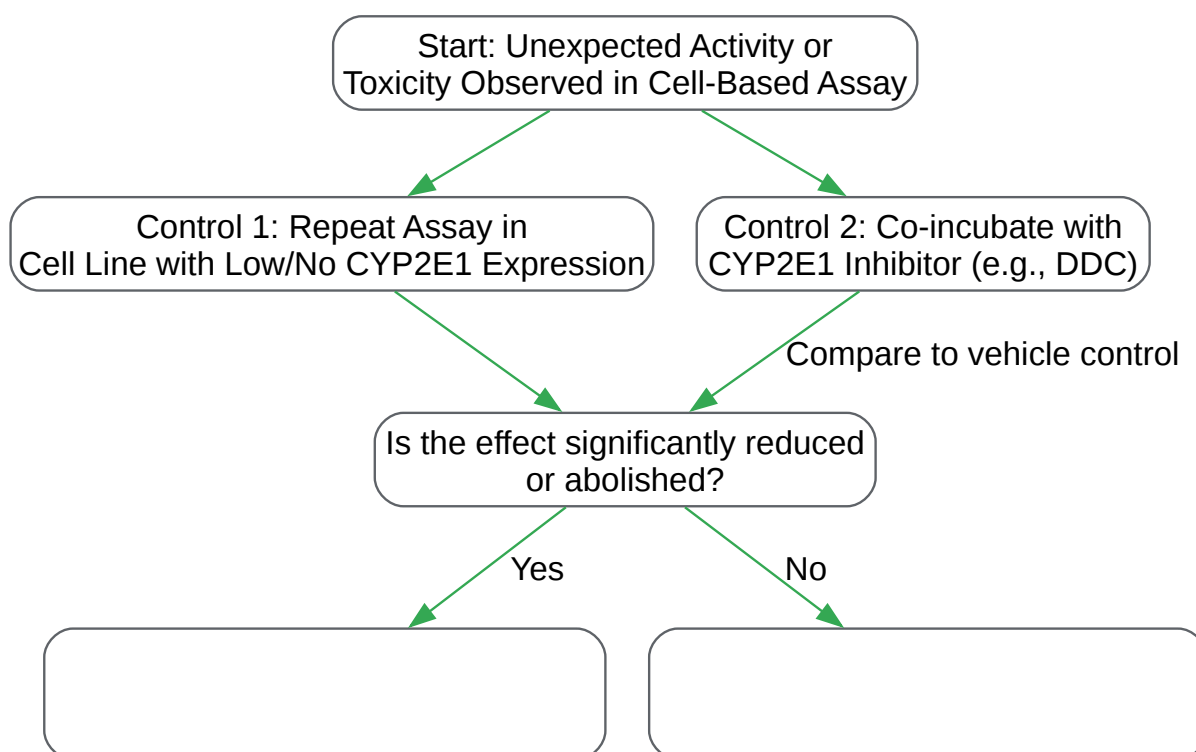 Start: Unexpected Activity or
Toxicity Observed in Cell-Based Assay
Control 1: Repeat Assay in
Cell Line with Low/No CYP2E1 Expression
Control 2: Co-incubate with
CYP2E1 Inhibitor (e.g., DDC)
Compare to vehicle control
Is the effect significantly reduced
or abolished?
Yes
No